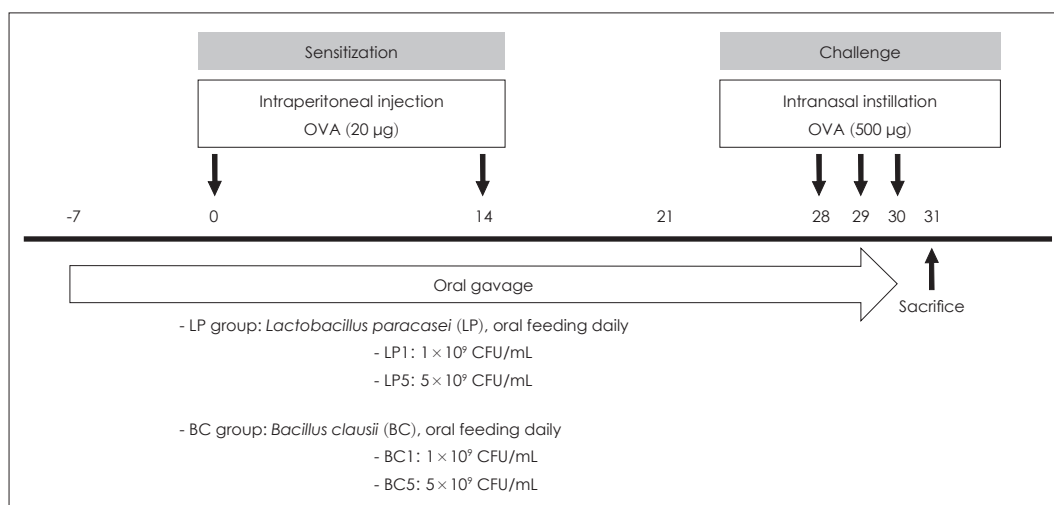 Sensitization
Challenge
Intraperitoneal injection
OVA (20 µg)
Intranasal instillation
OVA (500 µg)
-7 0 14 21 28 29 30 31
Oral gavage
Sacrifice
- LP group: Lactobacillus paracasei (LP), oral feeding daily
- LP1: 1 × 10⁹ CFU/mL
- LP5: 5 × 10⁹ CFU/mL
- BC group: Bacillus clausii (BC), oral feeding daily
- BC1: 1 × 10⁹ CFU/mL
- BC5: 5 × 10⁹ CFU/mL